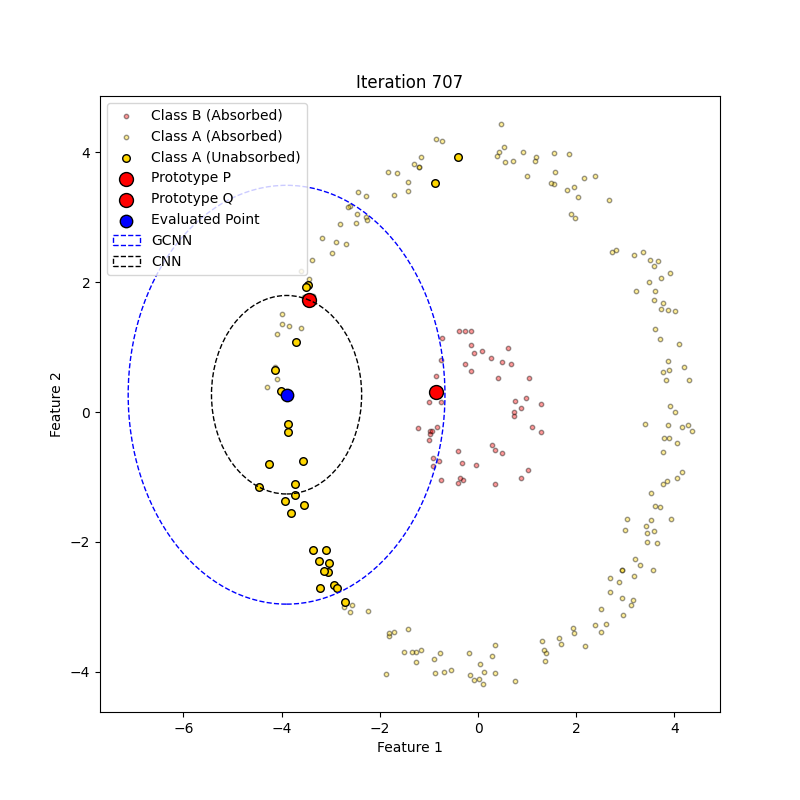 Iteration 707
Class B (Absorbed)
Class A (Absorbed)
Class A (Unabsorbed)
Prototype P
Prototype Q
Evaluated Point
GCNN
CNN
4
2
0
−2
−4
Feature 2
−6 −4 −2 0 2 4
Feature 1